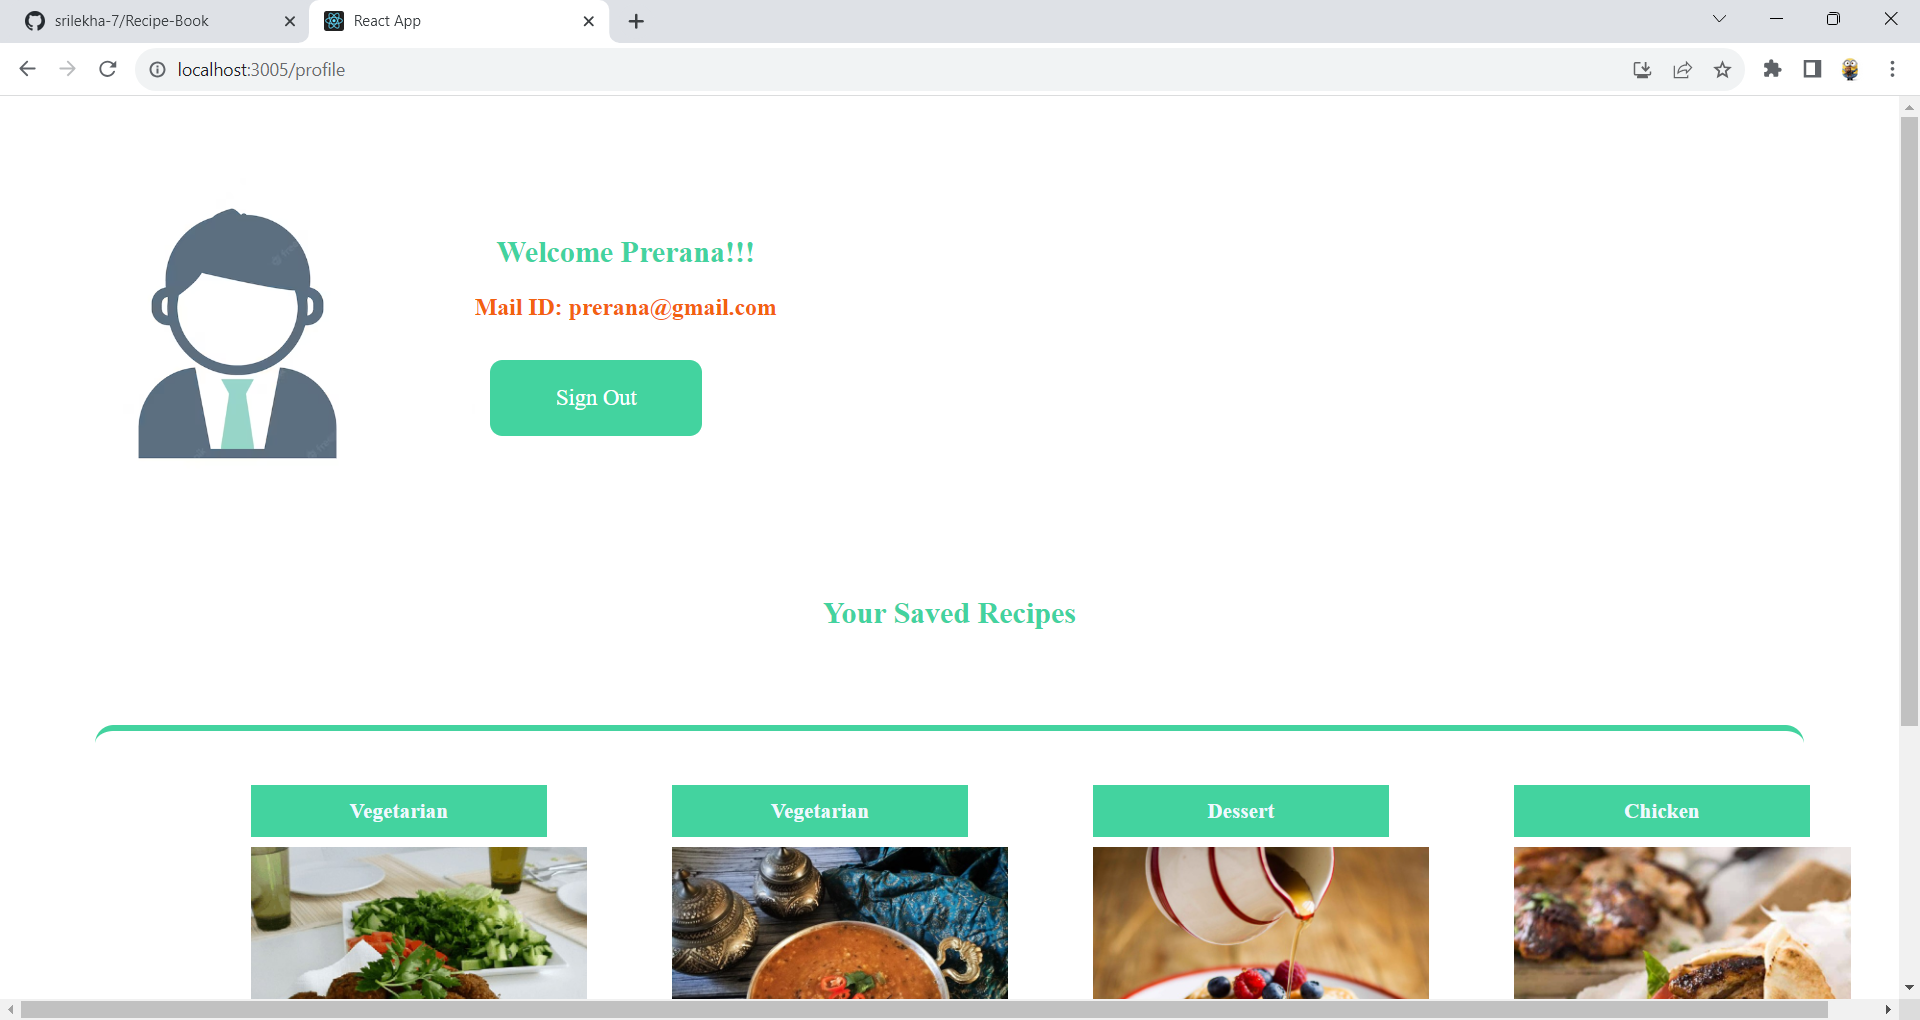 srilekha-7/Recipe-Book
React App
localhost:3005/profile
Welcome Prerana!!!
Mail ID: prerana@gmail.com
Sign Out
Your Saved Recipes
Vegetarian
Vegetarian
Dessert
Chicken